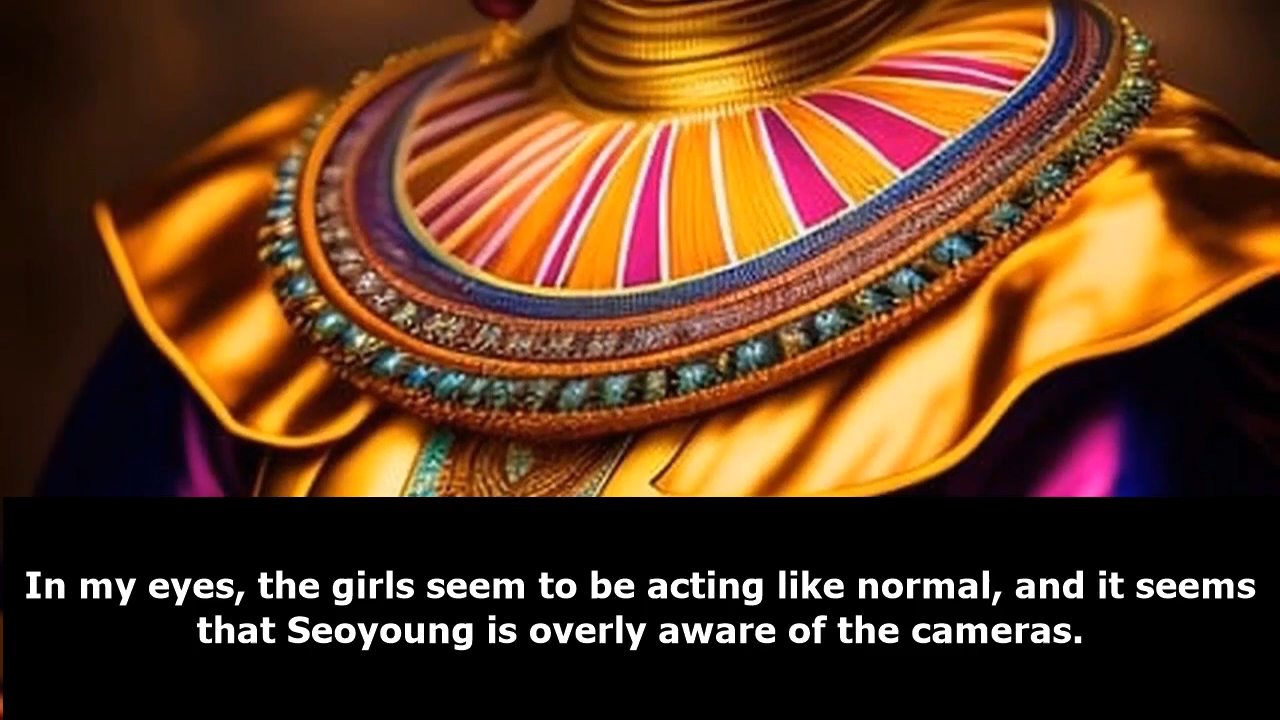 In my eyes, the girls seem to be acting like normal, and it seems
that Seoyoung is overly aware of the cameras.